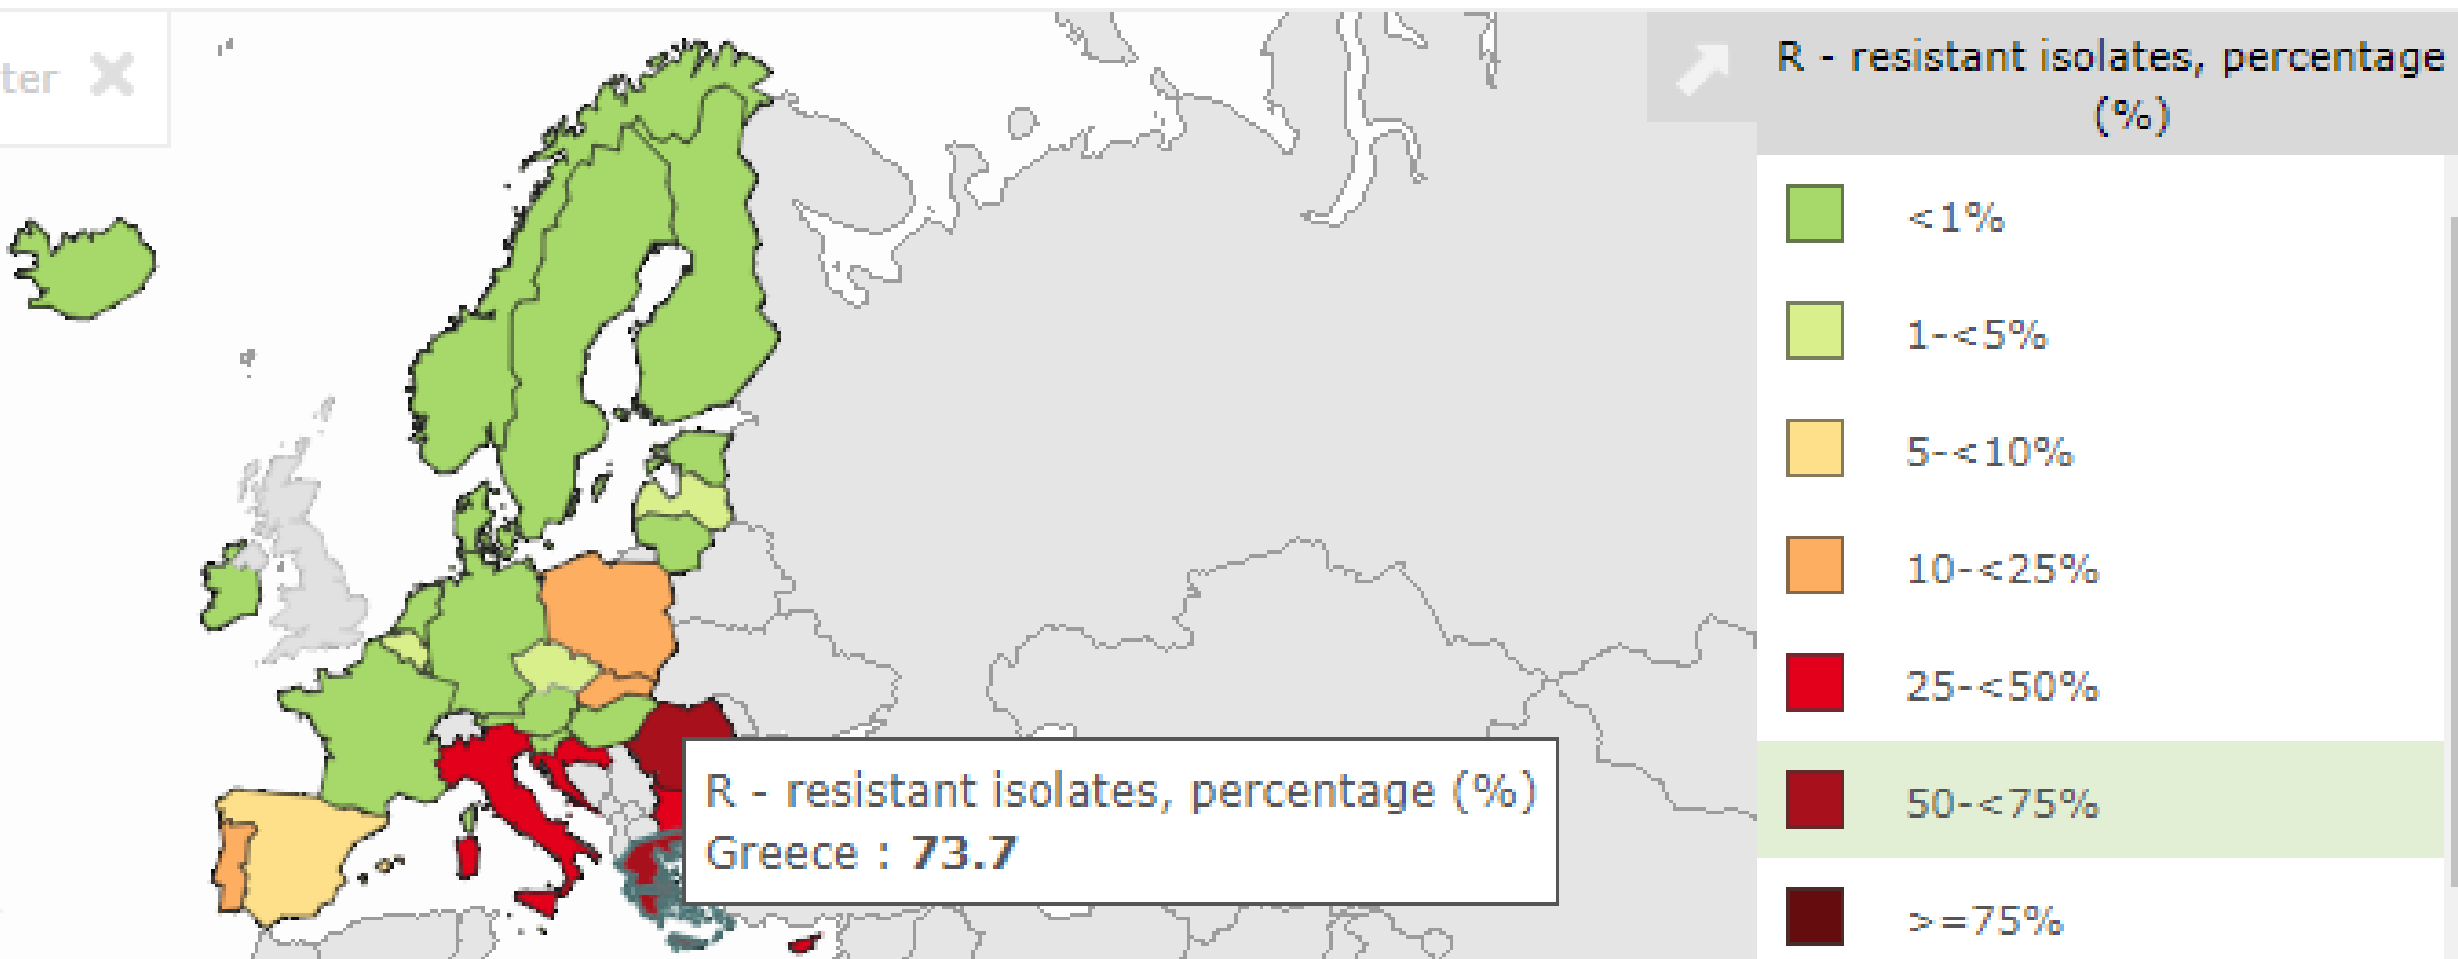 ter
R - resistant isolates, percentage
(%)
<1%
1-<5%
5-<10%
10-<25%
25-<50%
50-<75%
>=75%
R - resistant isolates, percentage (%)
Greece : 73.7